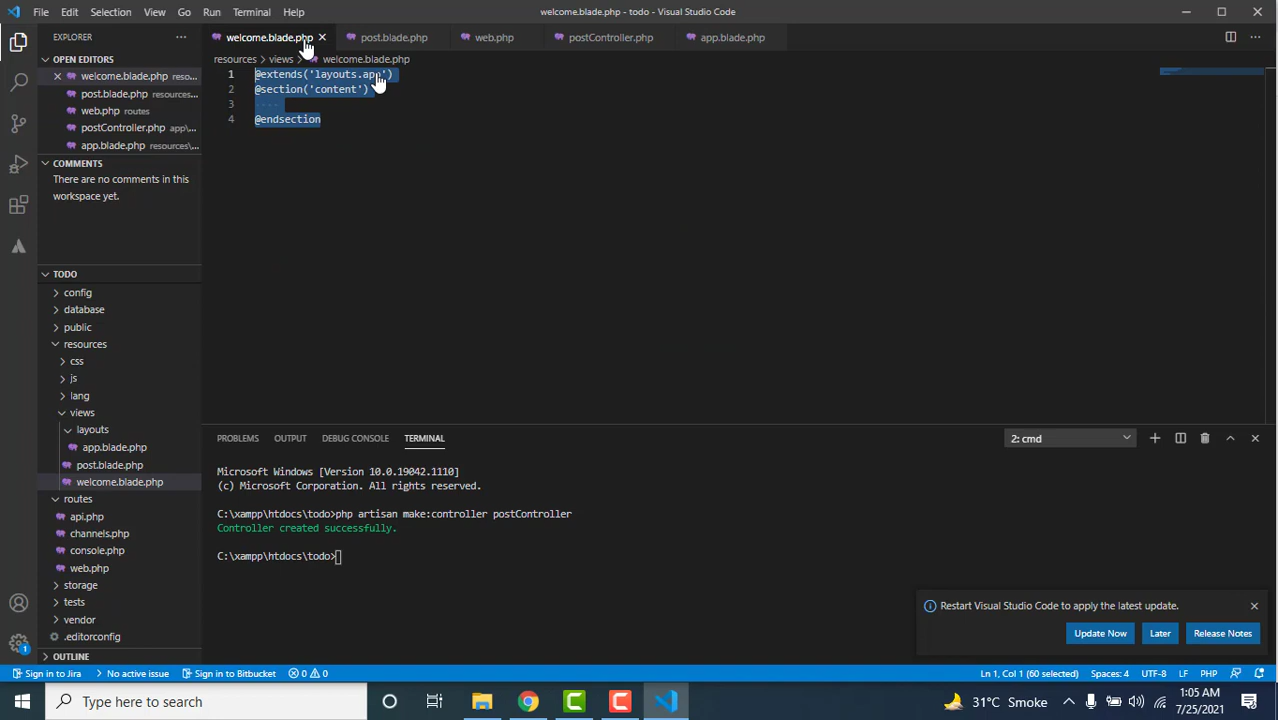 File Edit Selection View Go Run Terminal Help
welcome.blade.php - todo - Visual Studio Code
EXPLORER
welcome.blade.php post.blade.php web.php postController.php app.blade.php
resources > views > welcome.blade.php
OPEN EDITORS
welcome.blade.php reso...
post.blade.php resources...
web.php routes
postController.php app\...
app.blade.php resources\...
COMMENTS
There are no comments in this
workspace yet.
1 @extends('layouts.app')
2 @section('content')
3
4 @endsection
TODO
config
database
public
resources
css
js
lang
views
layouts
app.blade.php
post.blade.php
welcome.blade.php
routes
api.php
channels.php
console.php
web.php
storage
tests
vendor
.editorconfig
OUTLINE
PROBLEMS OUTPUT DEBUG CONSOLE TERMINAL
2: cmd
Microsoft Windows [Version 10.0.19042.1110]
(c) Microsoft Corporation. All rights reserved.
C:\xampp\htdocs\todo>php artisan make:controller postController
Controller created successfully.
C:\xampp\htdocs\todo>
Restart Visual Studio Code to apply the latest update.
Update Now Later Release Notes
1
Sign in to Jira No active issue Sign in to Bitbucket 0 0
Ln 1, Col 1 (60 selected) Spaces: 4 UTF-8 LF PHP
Type here to search
31°C Smoke
1:05 AM
7/25/2021